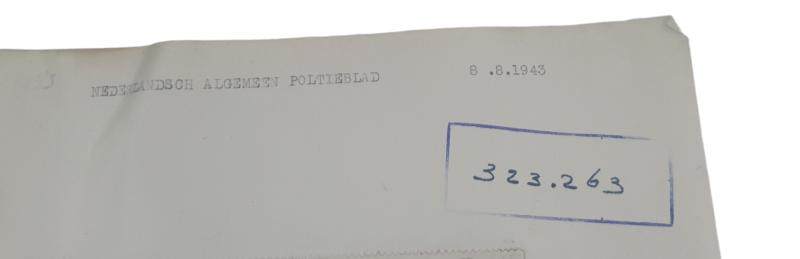 NEDERLANDSCH ALGEMEEN POLTIEBLAD 8 .8.1943
323.263